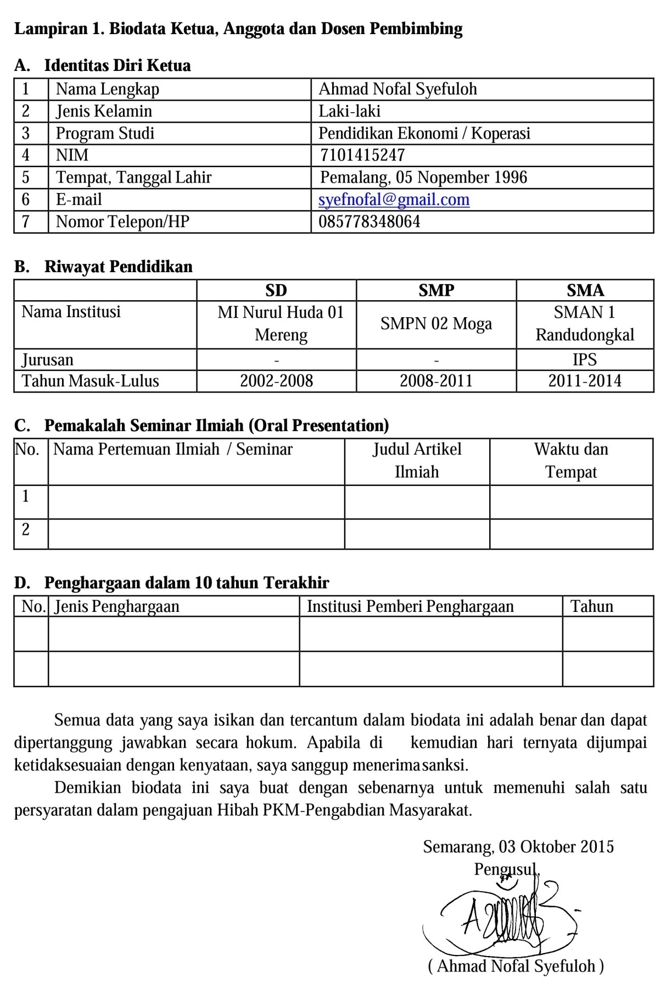 Lampiran 1. Biodata Ketua, Anggota dan Dosen Pembimbing
A. Identitas Diri Ketua
1 Nama Lengkap Ahmad Nofal Syefuloh
2 Jenis Kelamin Laki-laki
3 Program Studi Pendidikan Ekonomi / Koperasi
4 NIM 7101415247
5 Tempat, Tanggal Lahir Pemalang, 05 Nopember 1996
6 E-mail syefnofal@gmail.com
7 Nomor Telepon/HP 085778348064
B. Riwayat Pendidikan
SD SMP SMA
Nama Institusi MI Nurul Huda 01 Mereng SMPN 02 Moga SMAN 1 Randudongkal
Jurusan - - IPS
Tahun Masuk-Lulus 2002-2008 2008-2011 2011-2014
C. Pemakalah Seminar Ilmiah (Oral Presentation)
No. Nama Pertemuan Ilmiah / Seminar Judul Artikel Ilmiah Waktu dan Tempat
1
2
D. Penghargaan dalam 10 tahun Terakhir
No. Jenis Penghargaan Institusi Pemberi Penghargaan Tahun
Semua data yang saya isikan dan tercantum dalam biodata ini adalah benar dan dapat
dipertanggung jawabkan secara hokum. Apabila di kemudian hari ternyata dijumpai
ketidaksesuaian dengan kenyataan, saya sanggup menerima sanksi.
Demikian biodata ini saya buat dengan sebenarnya untuk memenuhi salah satu
persyaratan dalam pengajuan Hibah PKM-Pengabdian Masyarakat.
Semarang, 03 Oktober 2015
Pengusul,
( Ahmad Nofal Syefuloh )